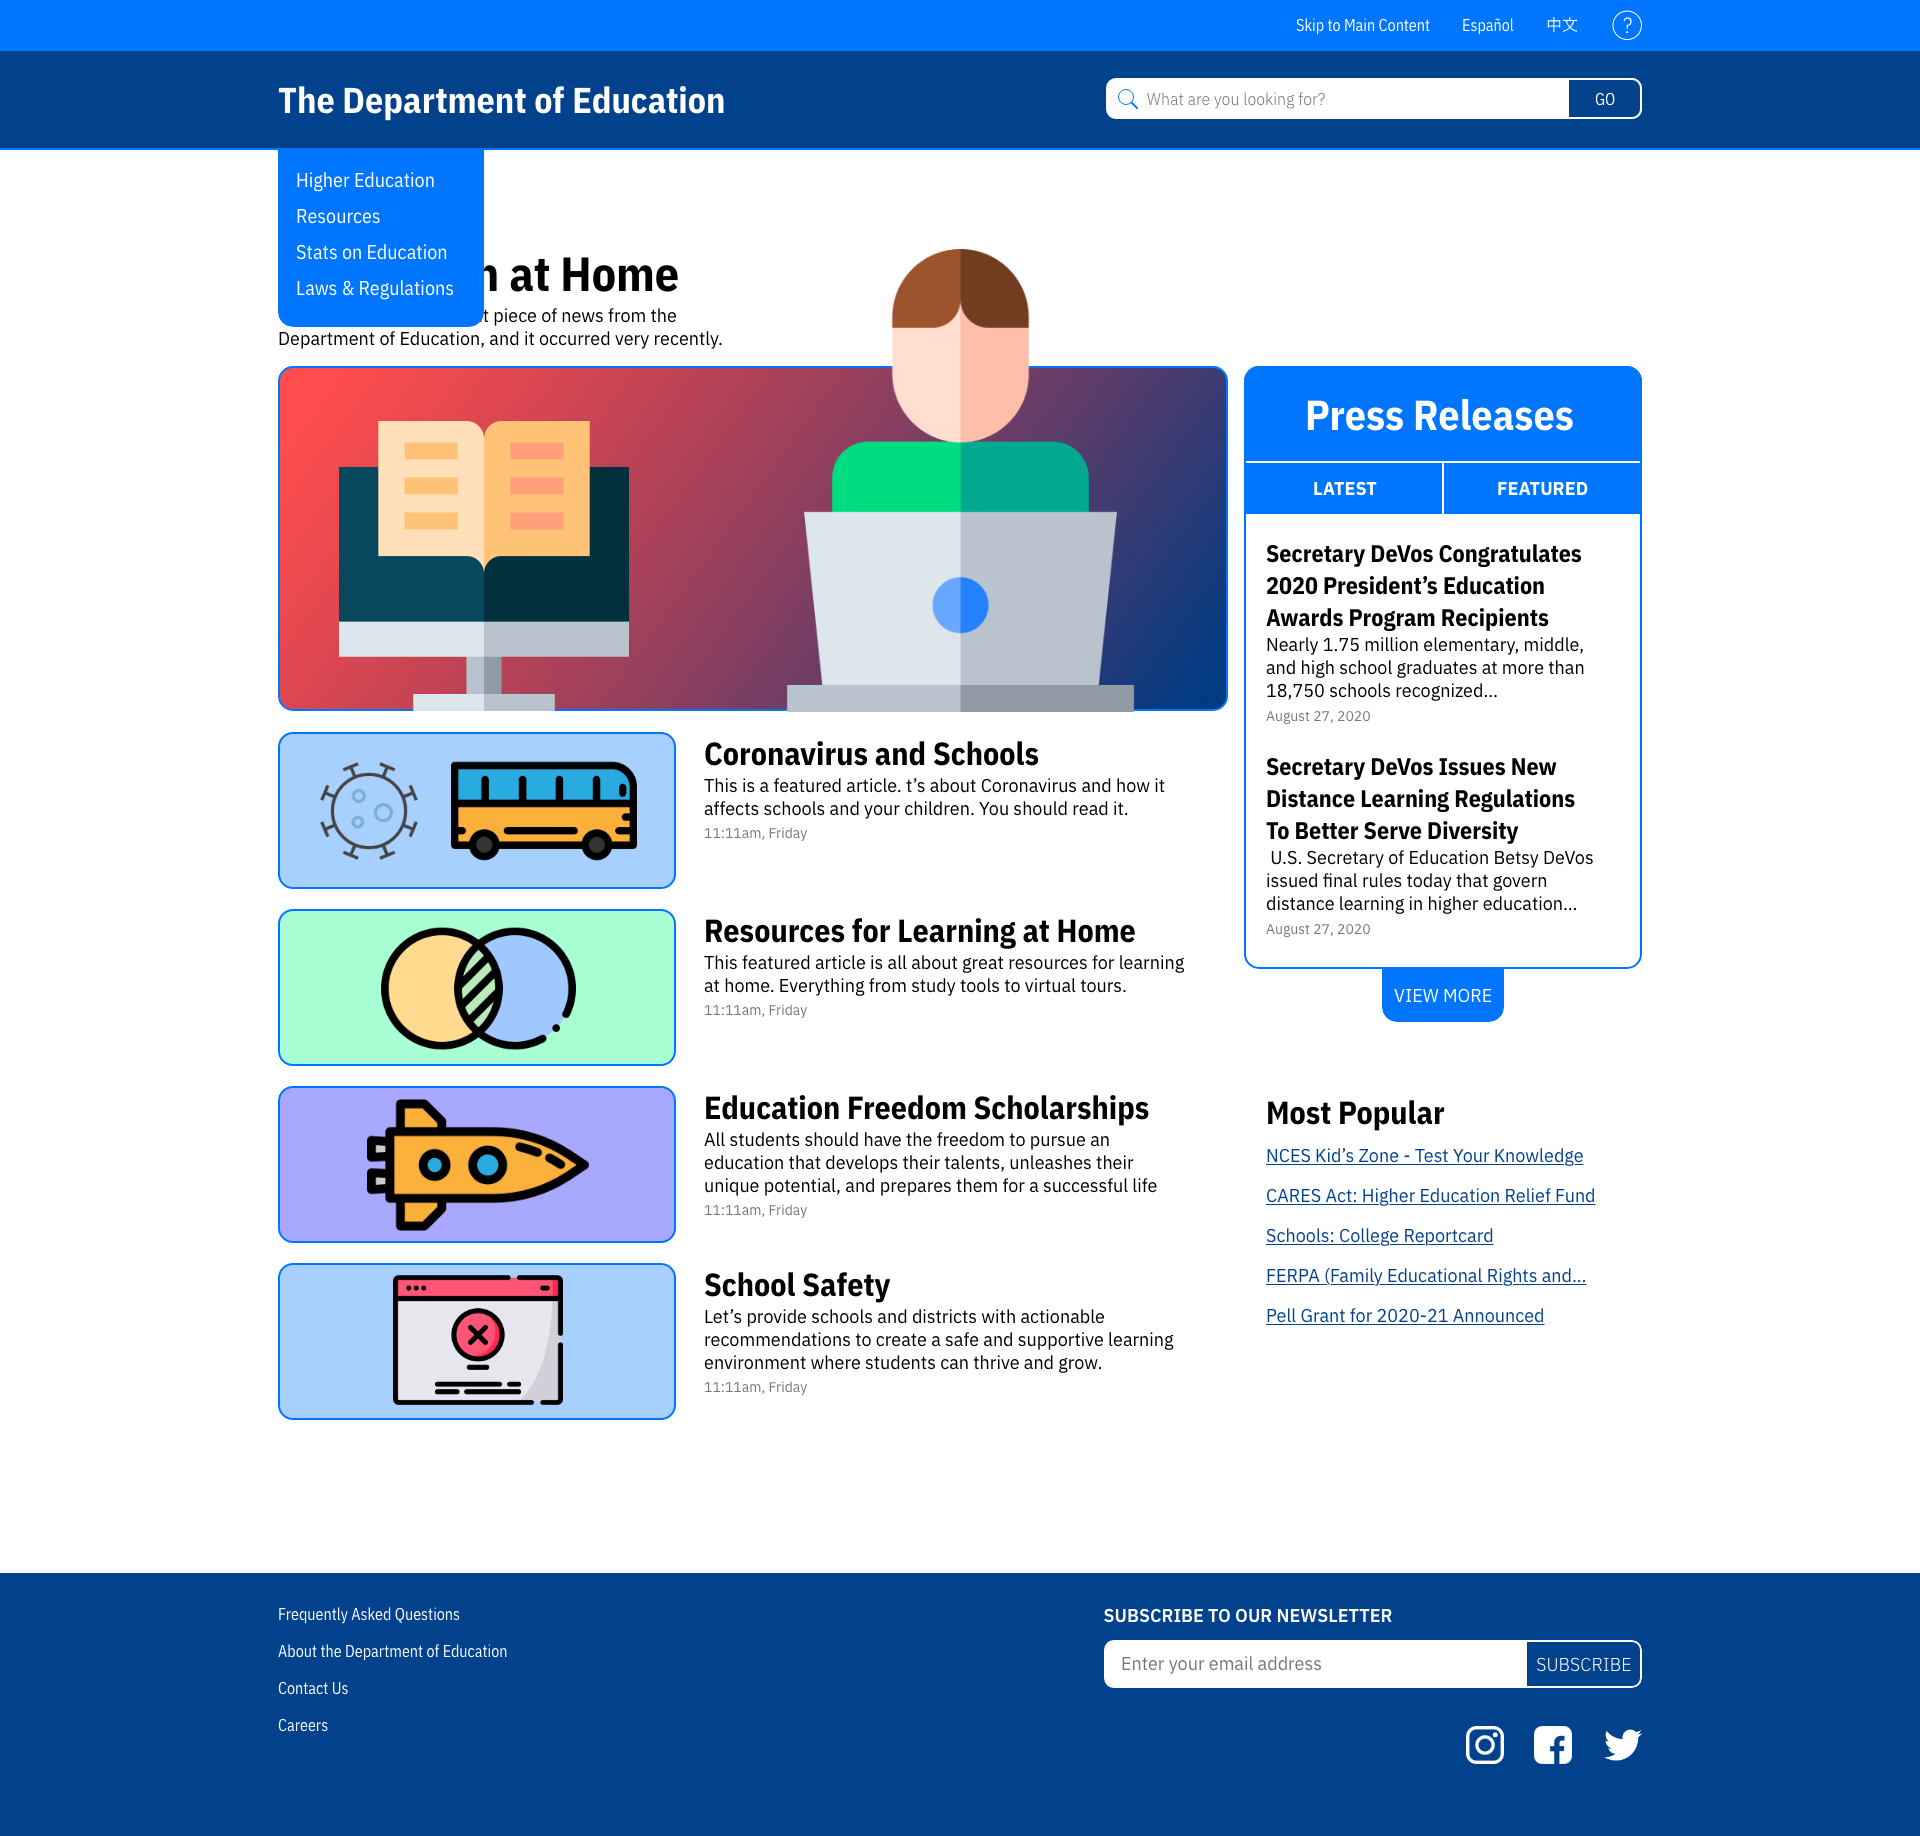 Skip to Main Content
Español
中文
?
The Department of Education
What are you looking for?
GO
Higher Education
Resources
Stats on Education
Laws & Regulations
at Home
piece of news from the
Department of Education, and it occurred very recently.
Press Releases
LATEST
FEATURED
Secretary DeVos Congratulates
2020 President’s Education
Awards Program Recipients
Nearly 1.75 million elementary, middle,
and high school graduates at more than
18,750 schools recognized...
August 27, 2020
Secretary DeVos Issues New
Distance Learning Regulations
To Better Serve Diversity
U.S. Secretary of Education Betsy DeVos
issued final rules today that govern
distance learning in higher education...
August 27, 2020
VIEW MORE
Coronavirus and Schools
This is a featured article. t’s about Coronavirus and how it
affects schools and your children. You should read it.
11:11am, Friday
Resources for Learning at Home
This featured article is all about great resources for learning
at home. Everything from study tools to virtual tours.
11:11am, Friday
Education Freedom Scholarships
All students should have the freedom to pursue an
education that develops their talents, unleashes their
unique potential, and prepares them for a successful life
11:11am, Friday
School Safety
Let’s provide schools and districts with actionable
recommendations to create a safe and supportive learning
environment where students can thrive and grow.
11:11am, Friday
Most Popular
NCES Kid’s Zone - Test Your Knowledge
CARES Act: Higher Education Relief Fund
Schools: College Reportcard
FERPA (Family Educational Rights and...
Pell Grant for 2020-21 Announced
Frequently Asked Questions
About the Department of Education
Contact Us
Careers
SUBSCRIBE TO OUR NEWSLETTER
Enter your email address
SUBSCRIBE